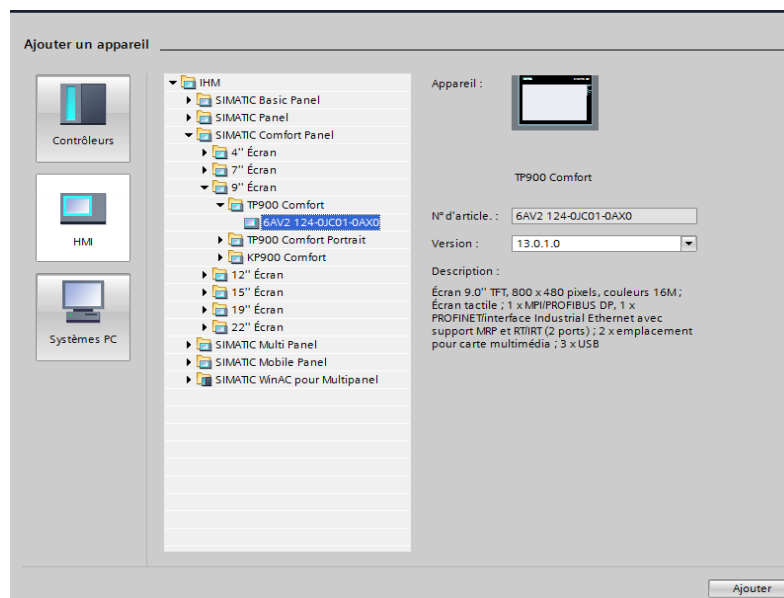 Ajouter un appareil
Contrôleurs
HMI
Systèmes PC
IHM
SIMATIC Basic Panel
SIMATIC Panel
SIMATIC Comfort Panel
4" Écran
7" Écran
9" Écran
TP900 Comfort
6AV2 124-0JC01-0AX0
TP900 Comfort Portrait
KP900 Comfort
12" Écran
15" Écran
19" Écran
22" Écran
SIMATIC Multi Panel
SIMATIC Mobile Panel
SIMATIC WinAC pour Multipanel
Appareil :
TP900 Comfort
N° d'article. : 6AV2 124-0JC01-0AX0
Version : 13.0.1.0
Description :
Écran 9.0" TFT, 800 x 480 pixels, couleurs 16M ;
Écran tactile ; 1 x MPI/PROFIBUS DP, 1 x
PROFINET/interface Industrial Ethernet avec
support MRP et RT/IRT (2 ports) ; 2 x emplacement
pour carte multimédia ; 3 x USB
Ajouter